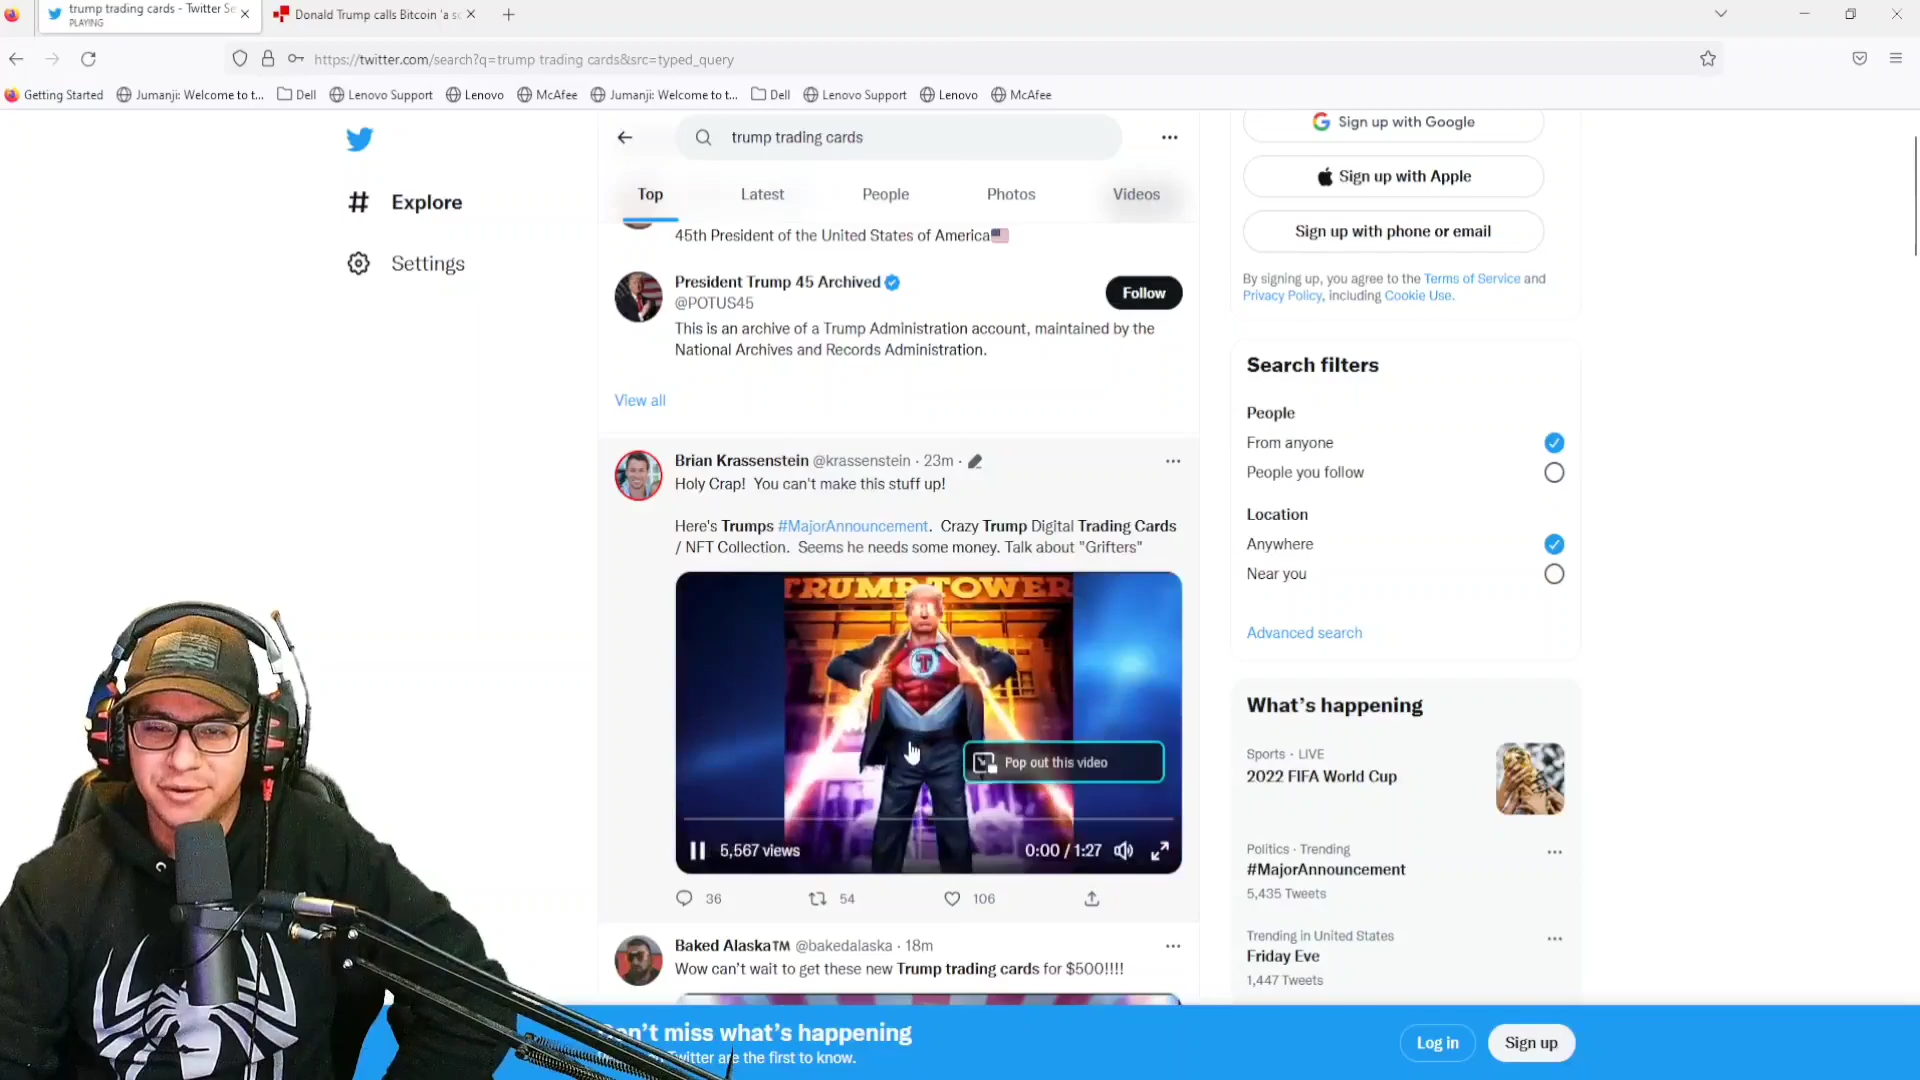 trump trading cards - Twitter Se
PLAYING
Donald Trump calls Bitcoin 'a sc
https://twitter.com/search?q=trump trading cards&src=typed_query
Getting Started
Jumanji: Welcome to t...
Dell
Lenovo Support
Lenovo
McAfee
Jumanji: Welcome to t...
Dell
Lenovo Support
Lenovo
McAfee
Explore
Settings
trump trading cards
Top
Latest
People
Photos
Videos
45th President of the United States of America🇺🇸
President Trump 45 Archived
@POTUS45
Follow
This is an archive of a Trump Administration account, maintained by the
National Archives and Records Administration.
View all
Brian Krassenstein @krassenstein · 23m ·
Holy Crap! You can't make this stuff up!
Here's Trumps #MajorAnnouncement. Crazy Trump Digital Trading Cards
/ NFT Collection. Seems he needs some money. Talk about "Grifters"
TRUMP TOWER
T
Pop out this video
5,567 views
0:00 / 1:27
36
54
106
Baked Alaska™ @bakedalaska · 18m
Wow can't wait to get these new Trump trading cards for $500!!!!
Sign up with Google
Sign up with Apple
Sign up with phone or email
By signing up, you agree to the Terms of Service and
Privacy Policy, including Cookie Use.
Search filters
People
From anyone
People you follow
Location
Anywhere
Near you
Advanced search
What's happening
Sports · LIVE
2022 FIFA World Cup
Politics · Trending
#MajorAnnouncement
5,435 Tweets
Trending in United States
Friday Eve
1,447 Tweets
miss what's happening
Twitter are the first to know.
Log in
Sign up